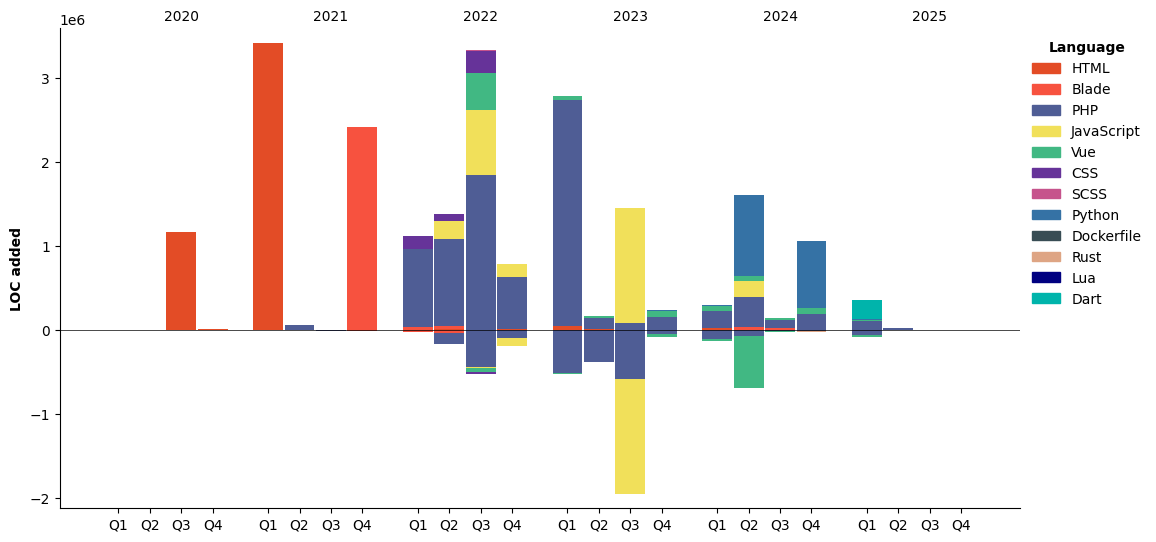 1e6
2020 2021 2022 2023 2024 2025
Language
HTML
Blade
PHP
JavaScript
Vue
CSS
SCSS
Python
Dockerfile
Rust
Lua
Dart
LOC added
3
2
1
0
−1
−2
Q1 Q2 Q3 Q4 Q1 Q2 Q3 Q4 Q1 Q2 Q3 Q4 Q1 Q2 Q3 Q4 Q1 Q2 Q3 Q4 Q1 Q2 Q3 Q4